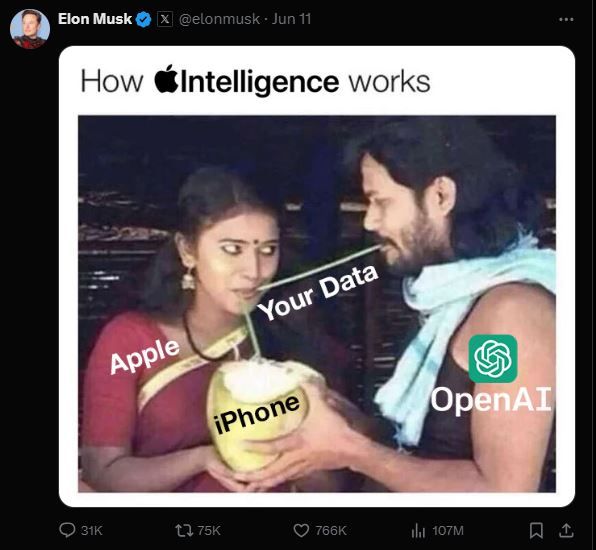 Elon Musk @elonmusk · Jun 11
How Intelligence works
Your Data
Apple
iPhone
OpenAI
31K 75K 766K 107M